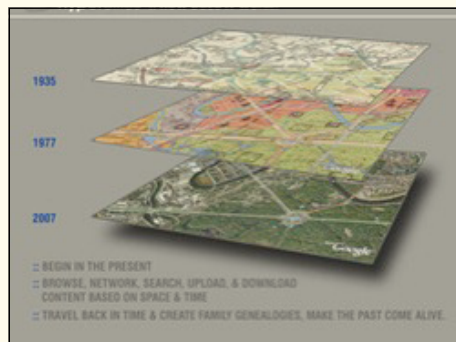 1935
1977
2007
Google
:: BEGIN IN THE PRESENT
:: BROWSE, NETWORK, SEARCH, UPLOAD, & DOWNLOAD
CONTENT BASED ON SPACE & TIME
:: TRAVEL BACK IN TIME & CREATE FAMILY GENEALOGIES, MAKE THE PAST COME ALIVE.